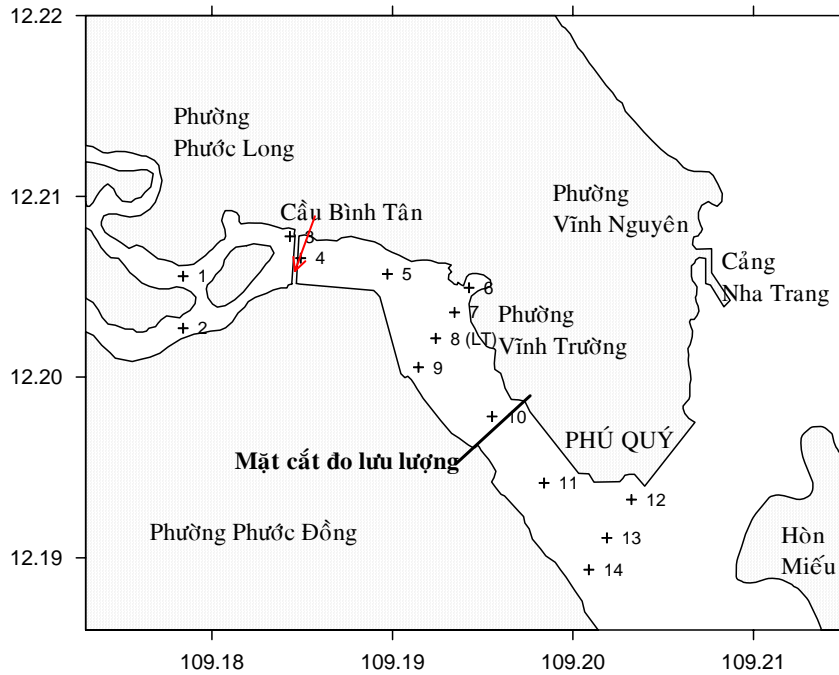 12.22
Phường
Phước Long
12.21
Phường
Vĩnh Nguyên
Cầu Bình Tân
3
4
Cảng
Nha Trang
1
5
6
7
Phường
Vĩnh Trường
2
8 (LT)
9
12.20
10
PHÚ QUÝ
Mặt cắt đo lưu lượng
11
12
Phường Phước Đồng
13
Hòn
Miếu
12.19
14
109.18
109.19
109.20
109.21